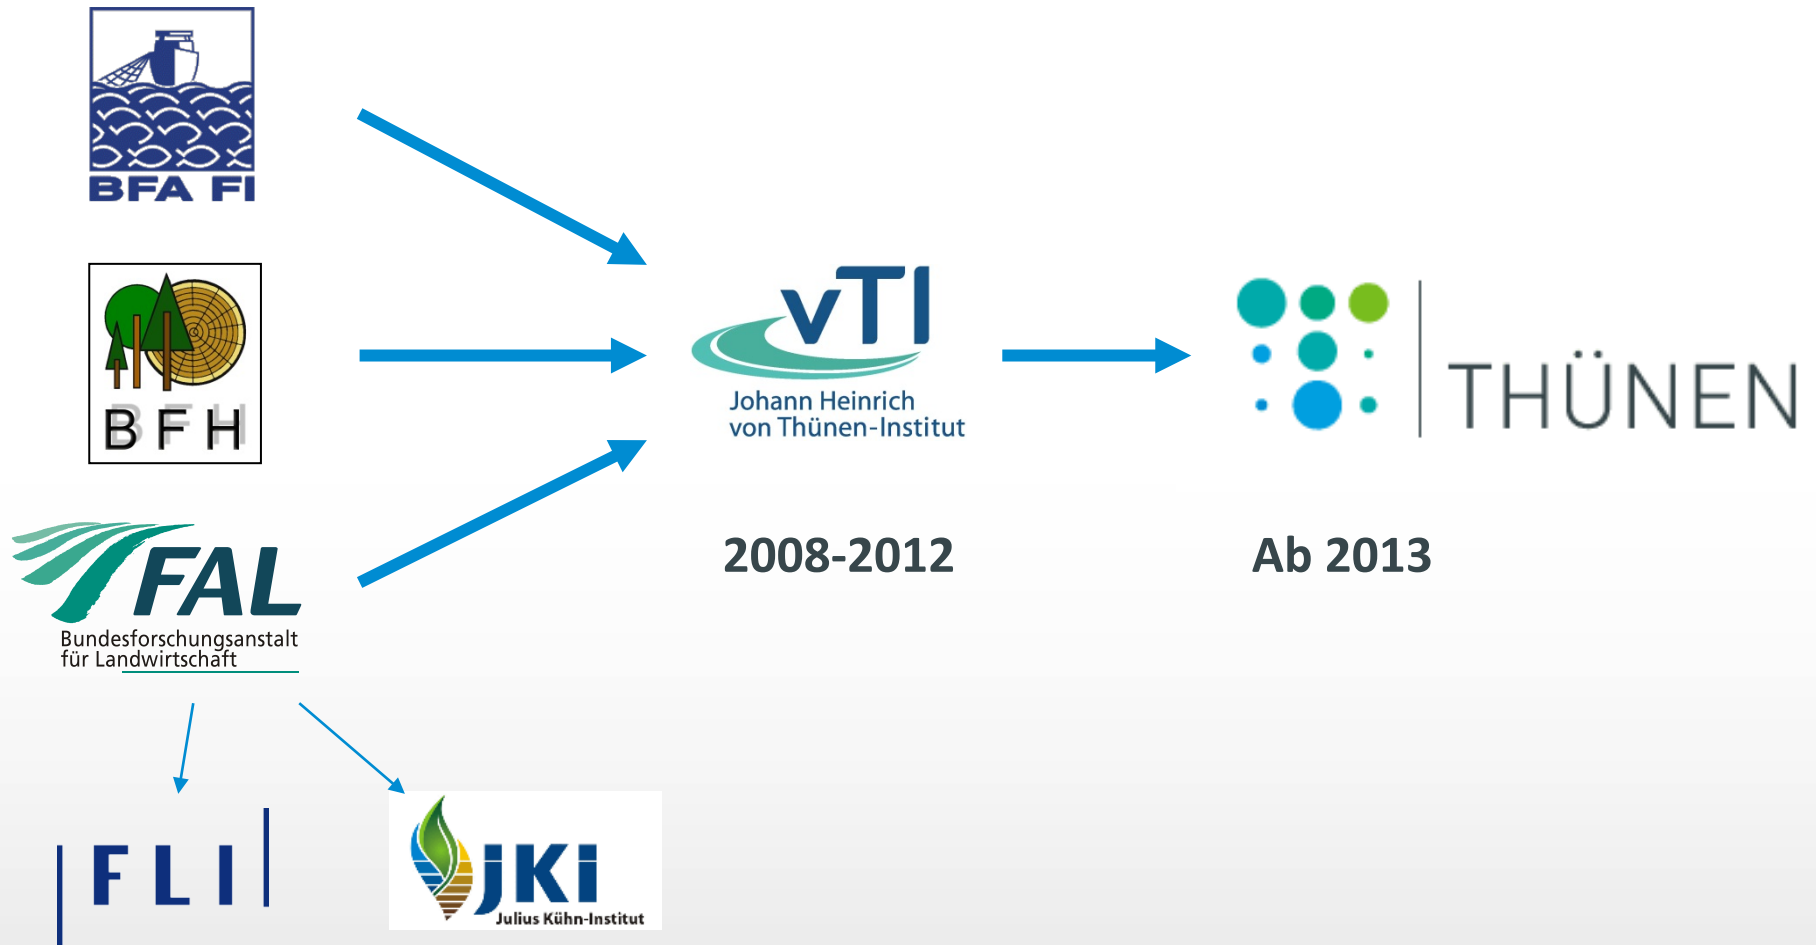 BFA FI
BFH
FAL
Bundesforschungsanstalt
für Landwirtschaft
vTI
Johann Heinrich
von Thünen-Institut
THÜNEN
2008-2012
Ab 2013
FLI
JKI
Julius Kühn-Institut